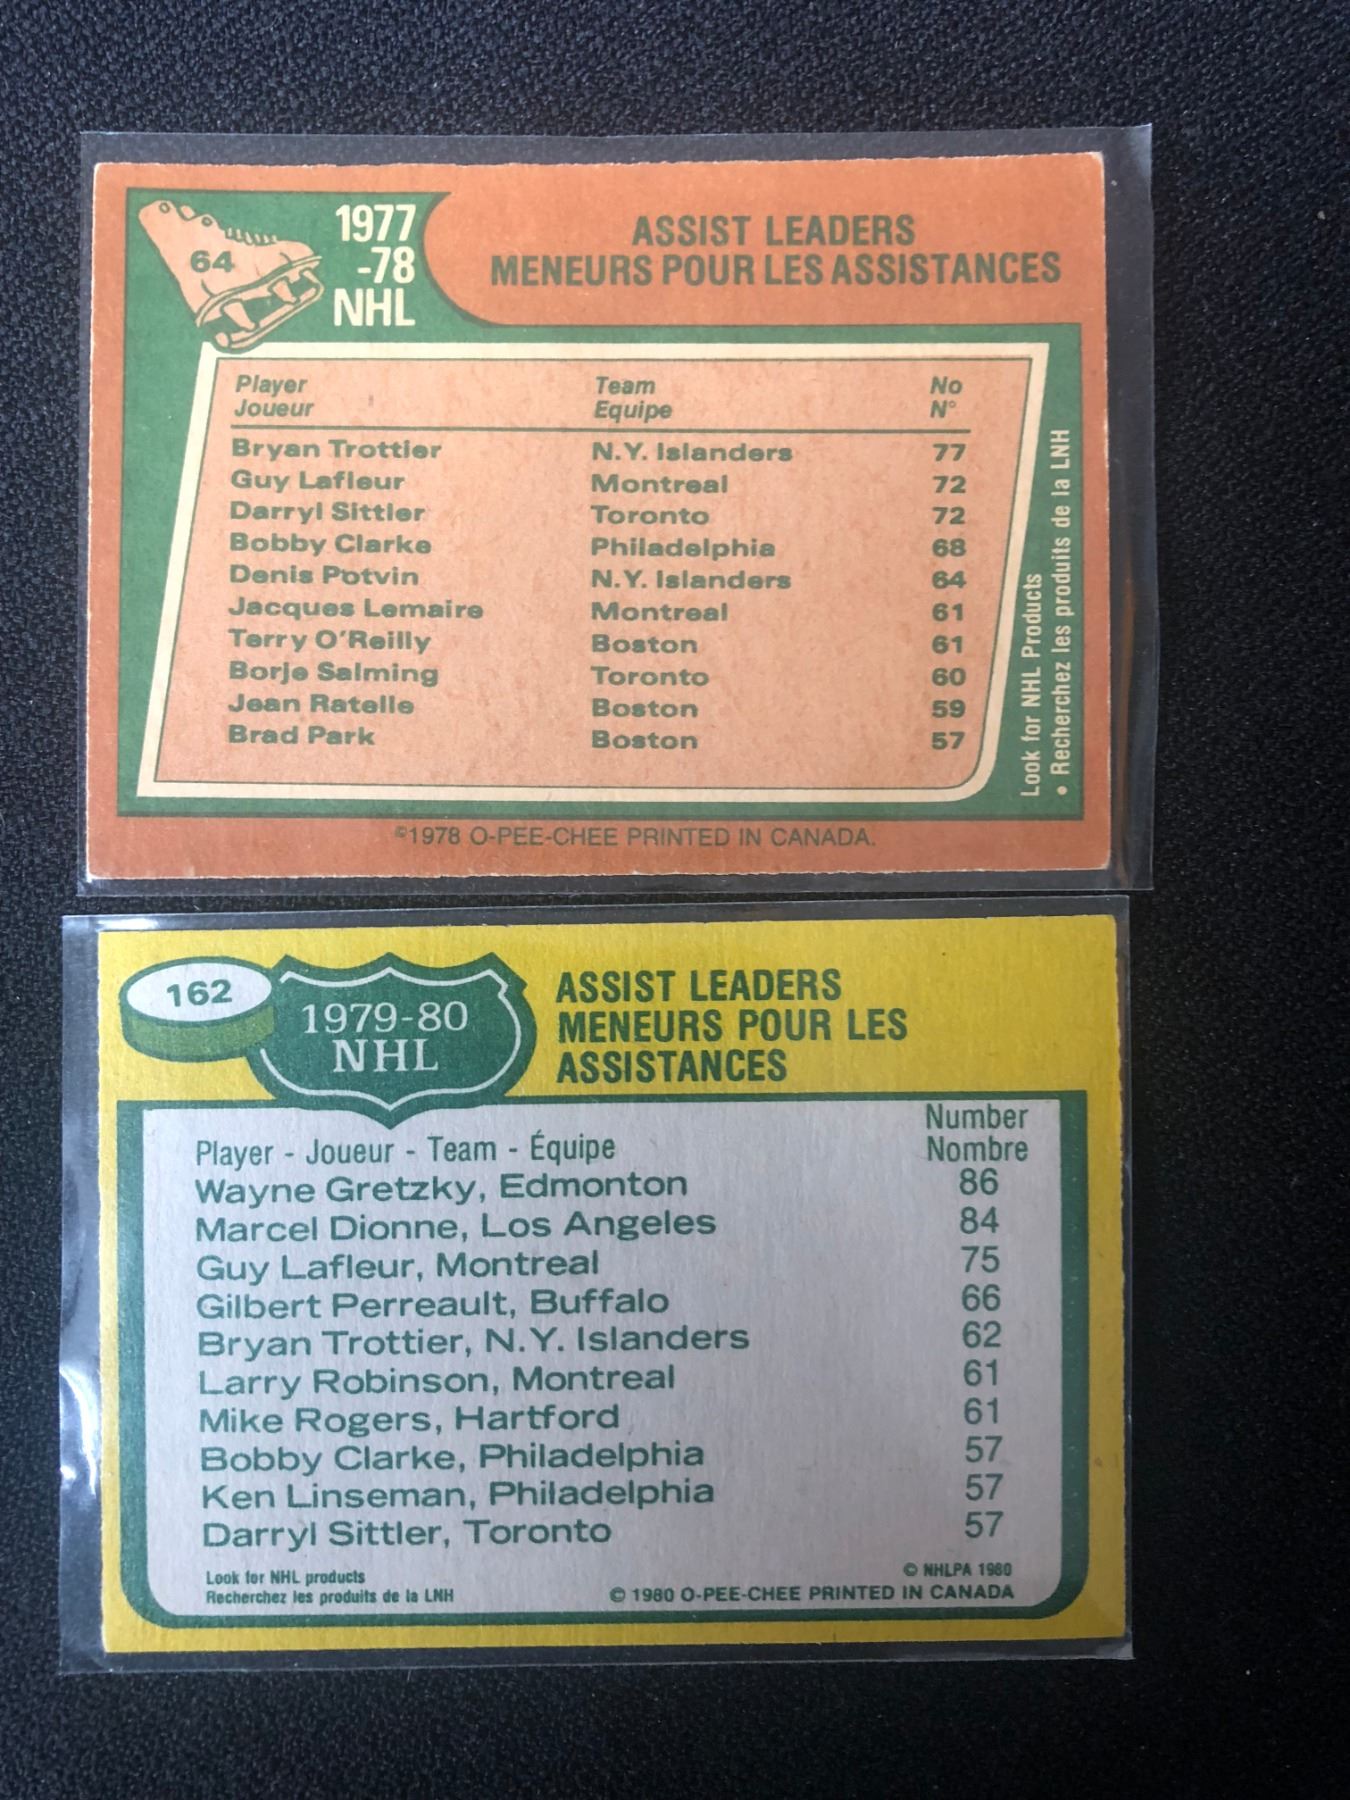 64
1977
-78
NHL
ASSIST LEADERS
MENEURS POUR LES ASSISTANCES
Player Team No
Joueur Equipe N°
Bryan Trottier N.Y. Islanders 77
Guy Lafleur Montreal 72
Darryl Sittler Toronto 72
Bobby Clarke Philadelphia 68
Denis Potvin N.Y. Islanders 64
Jacques Lemaire Montreal 61
Terry O'Reilly Boston 61
Borje Salming Toronto 60
Jean Ratelle Boston 59
Brad Park Boston 57
Look for NHL Products
• Recherchez les produits de la LNH
©1978 O-PEE-CHEE PRINTED IN CANADA.
162
1979-80
NHL
ASSIST LEADERS
MENEURS POUR LES
ASSISTANCES
Number
Player - Joueur - Team - Équipe Nombre
Wayne Gretzky, Edmonton 86
Marcel Dionne, Los Angeles 84
Guy Lafleur, Montreal 75
Gilbert Perreault, Buffalo 66
Bryan Trottier, N.Y. Islanders 62
Larry Robinson, Montreal 61
Mike Rogers, Hartford 61
Bobby Clarke, Philadelphia 57
Ken Linseman, Philadelphia 57
Darryl Sittler, Toronto 57
Look for NHL products © NHLPA 1980
Recherchez les produits de la LNH © 1980 O-PEE-CHEE PRINTED IN CANADA